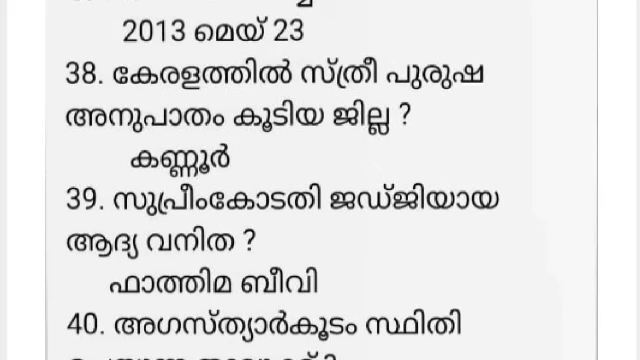 2013 മെയ് 23
38. കേരളത്തിൽ സ്ത്രീ പുരുഷ
അനുപാതം കൂടിയ ജില്ല ?
കണ്ണൂർ
39. സുപ്രീംകോടതി ജഡ്ജിയായ
ആദ്യ വനിത ?
ഫാത്തിമ ബീവി
40. അഗസ്ത്യാർകൂടം സ്ഥിതി